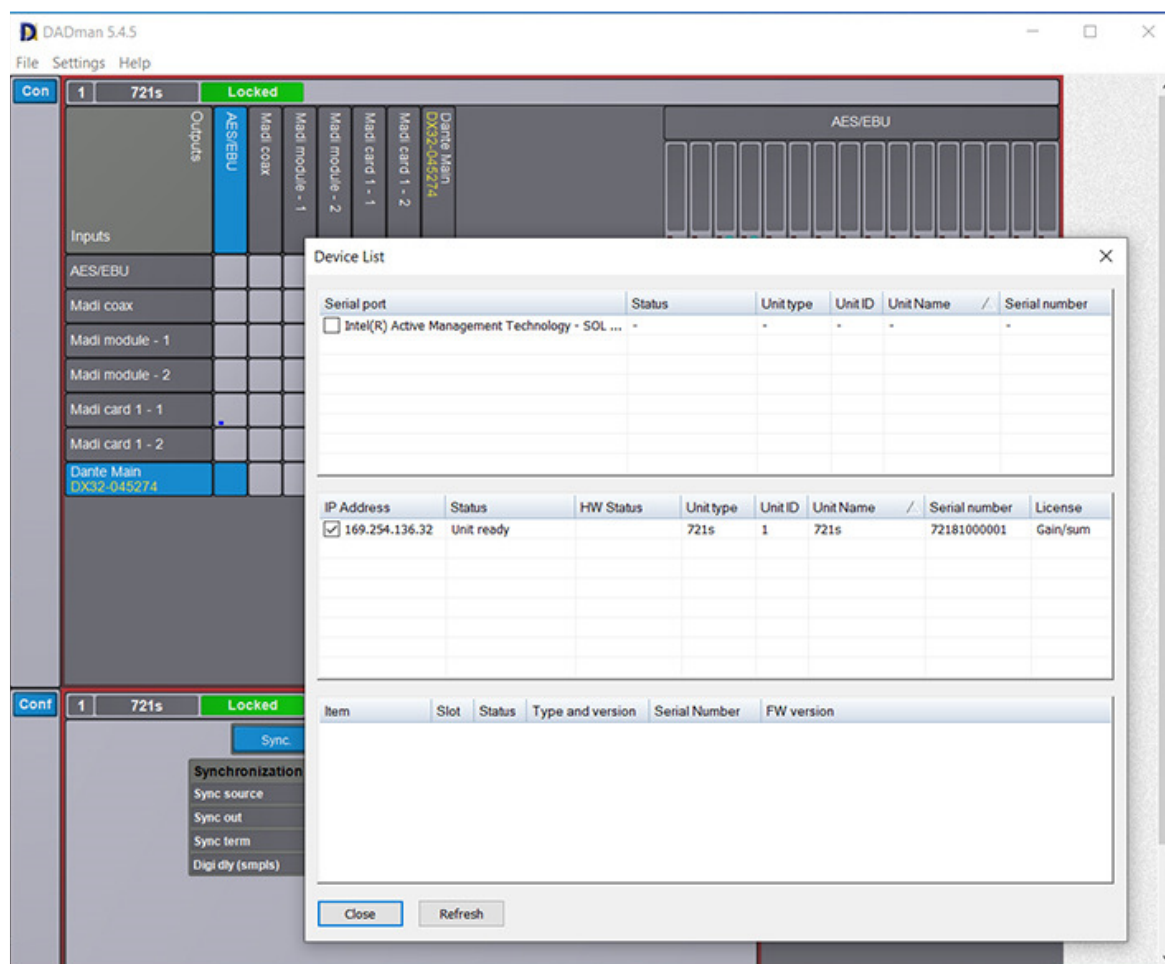 DADman 5.4.5
File Settings Help
Con 1 721s Locked
Outputs
Inputs
AES/EBU
Madi coax
Madi module - 1
Madi module - 2
Madi card 1 - 1
Madi card 1 - 2
Dante Main
DX32-045274
AES/EBU
AES/EBU
Madi coax
Madi module - 1
Madi module - 2
Madi card 1 - 1
Madi card 1 - 2
Dante Main
DX32-045274
Device List
Serial port Status Unit type Unit ID Unit Name Serial number
Intel(R) Active Management Technology - SOL ... - - - - -
IP Address Status HW Status Unit type Unit ID Unit Name Serial number License
169.254.136.32 Unit ready 721s 1 721s 72181000001 Gain/sum
Item Slot Status Type and version Serial Number FW version
Close Refresh
Conf 1 721s Locked
Sync.
Synchronization
Sync source
Sync out
Sync term
Digi dly (smpls)